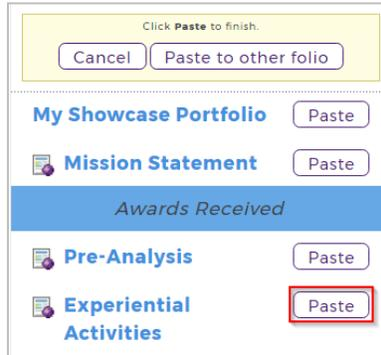 Click Paste to finish.
Cancel Paste to other folio
My Showcase Portfolio Paste
Mission Statement Paste
Awards Received
Pre-Analysis Paste
Experiential Paste
Activities